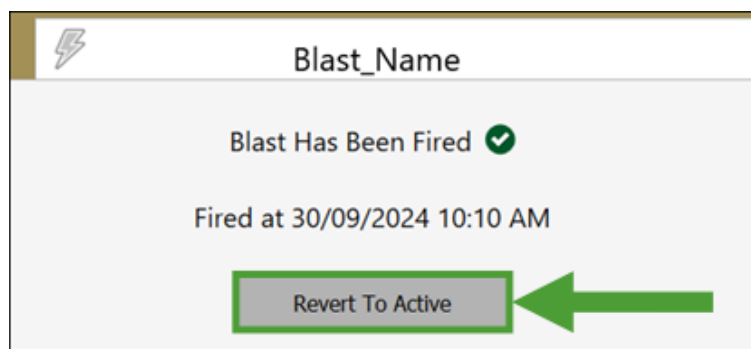 Blast_Name
Blast Has Been Fired
Fired at 30/09/2024 10:10 AM
Revert To Active